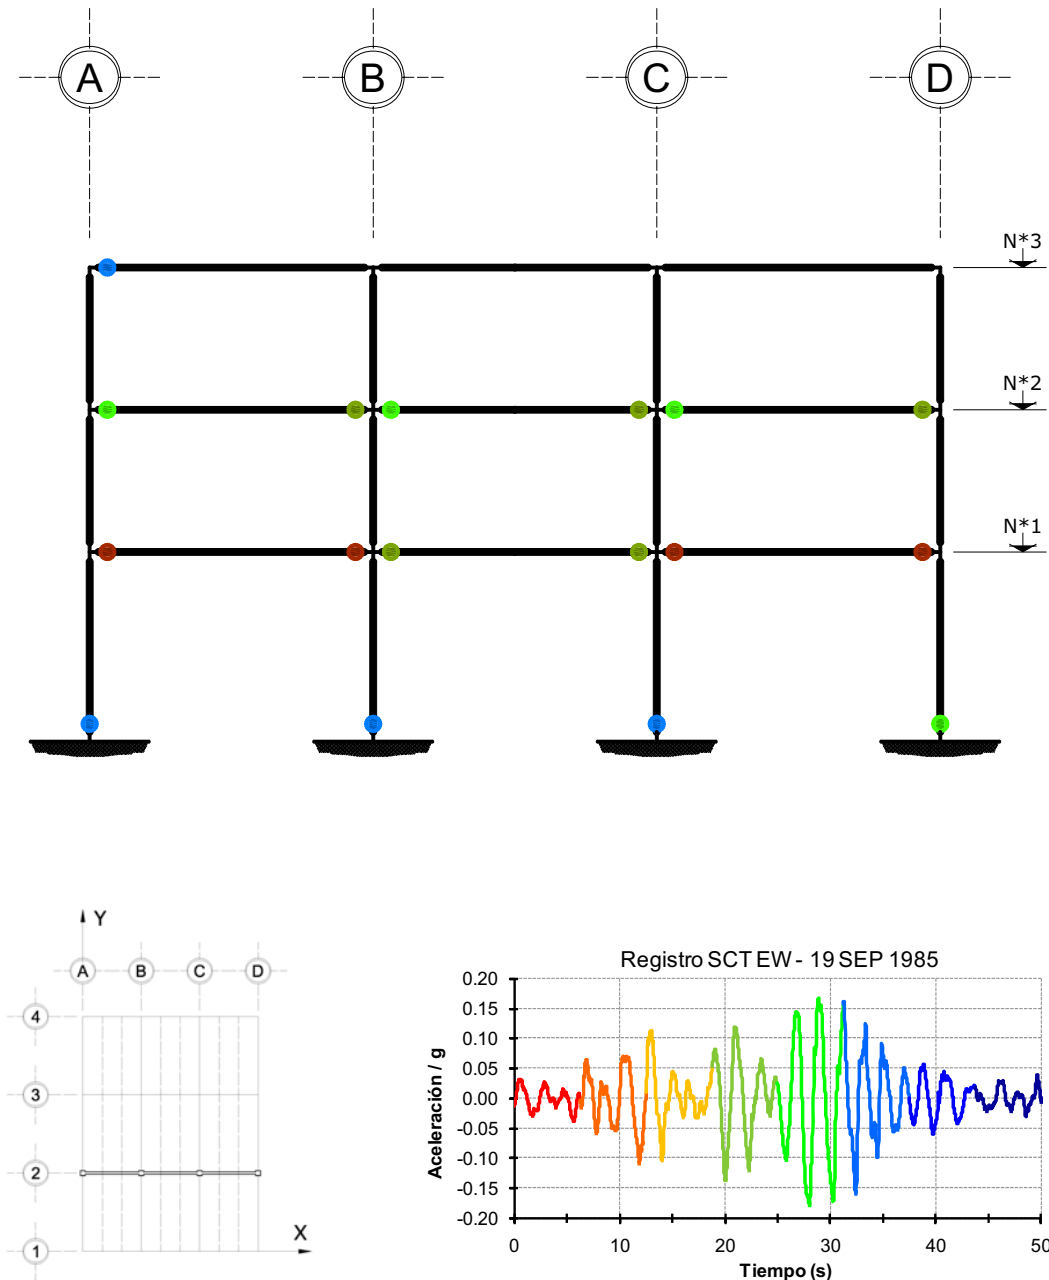 A B C D
N*3
N*2
N*1
Y
A B C D
4
3
2
X
1
Registro SCT EW - 19 SEP 1985
Aceleración / g
0.20
0.15
0.10
0.05
0.00
-0.05
-0.10
-0.15
-0.20
0 10 20 30 40 50
Tiempo (s)